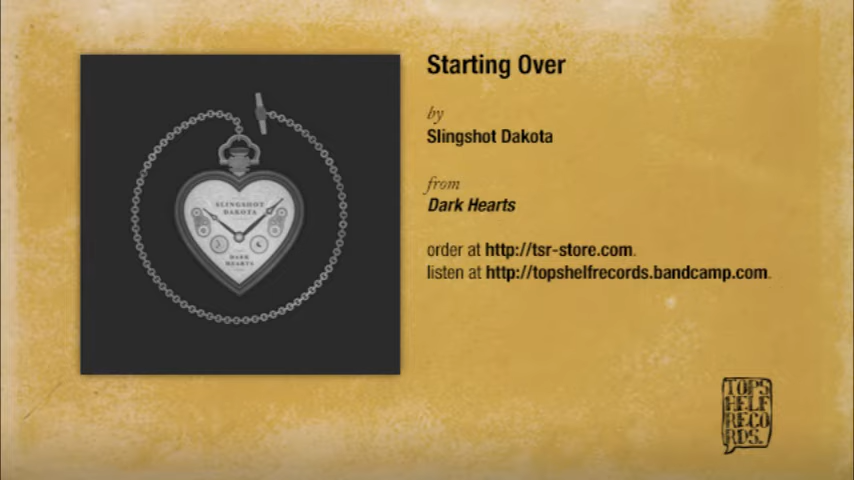 SLINGSHOT
DAKOTA
DARK
HEARTS
Starting Over
by
Slingshot Dakota
from
Dark Hearts
order at http://tsr-store.com.
listen at http://topshelfrecords.bandcamp.com.
TOPS
HELF
RECO
RDS.